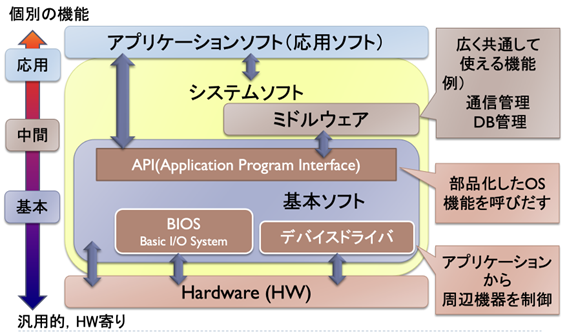 個別の機能
応用
中間
基本
汎用的，HW寄り
アプリケーションソフト（応用ソフト）
システムソフト
ミドルウェア
API(Application Program Interface)
基本ソフト
BIOS
Basic I/O System
デバイスドライバ
Hardware (HW)
広く共通して
使える機能
例）
通信管理
DB管理
部品化したOS
機能を呼びだす
アプリケーション
から
周辺機器を制御